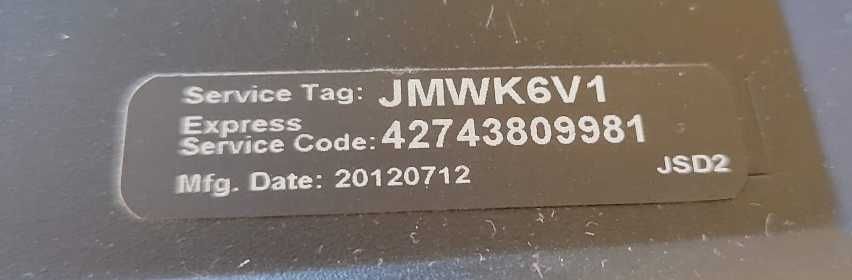 Service Tag: JMWK6V1
Express
Service Code: 42743809981
Mfg. Date: 20120712 JSD2